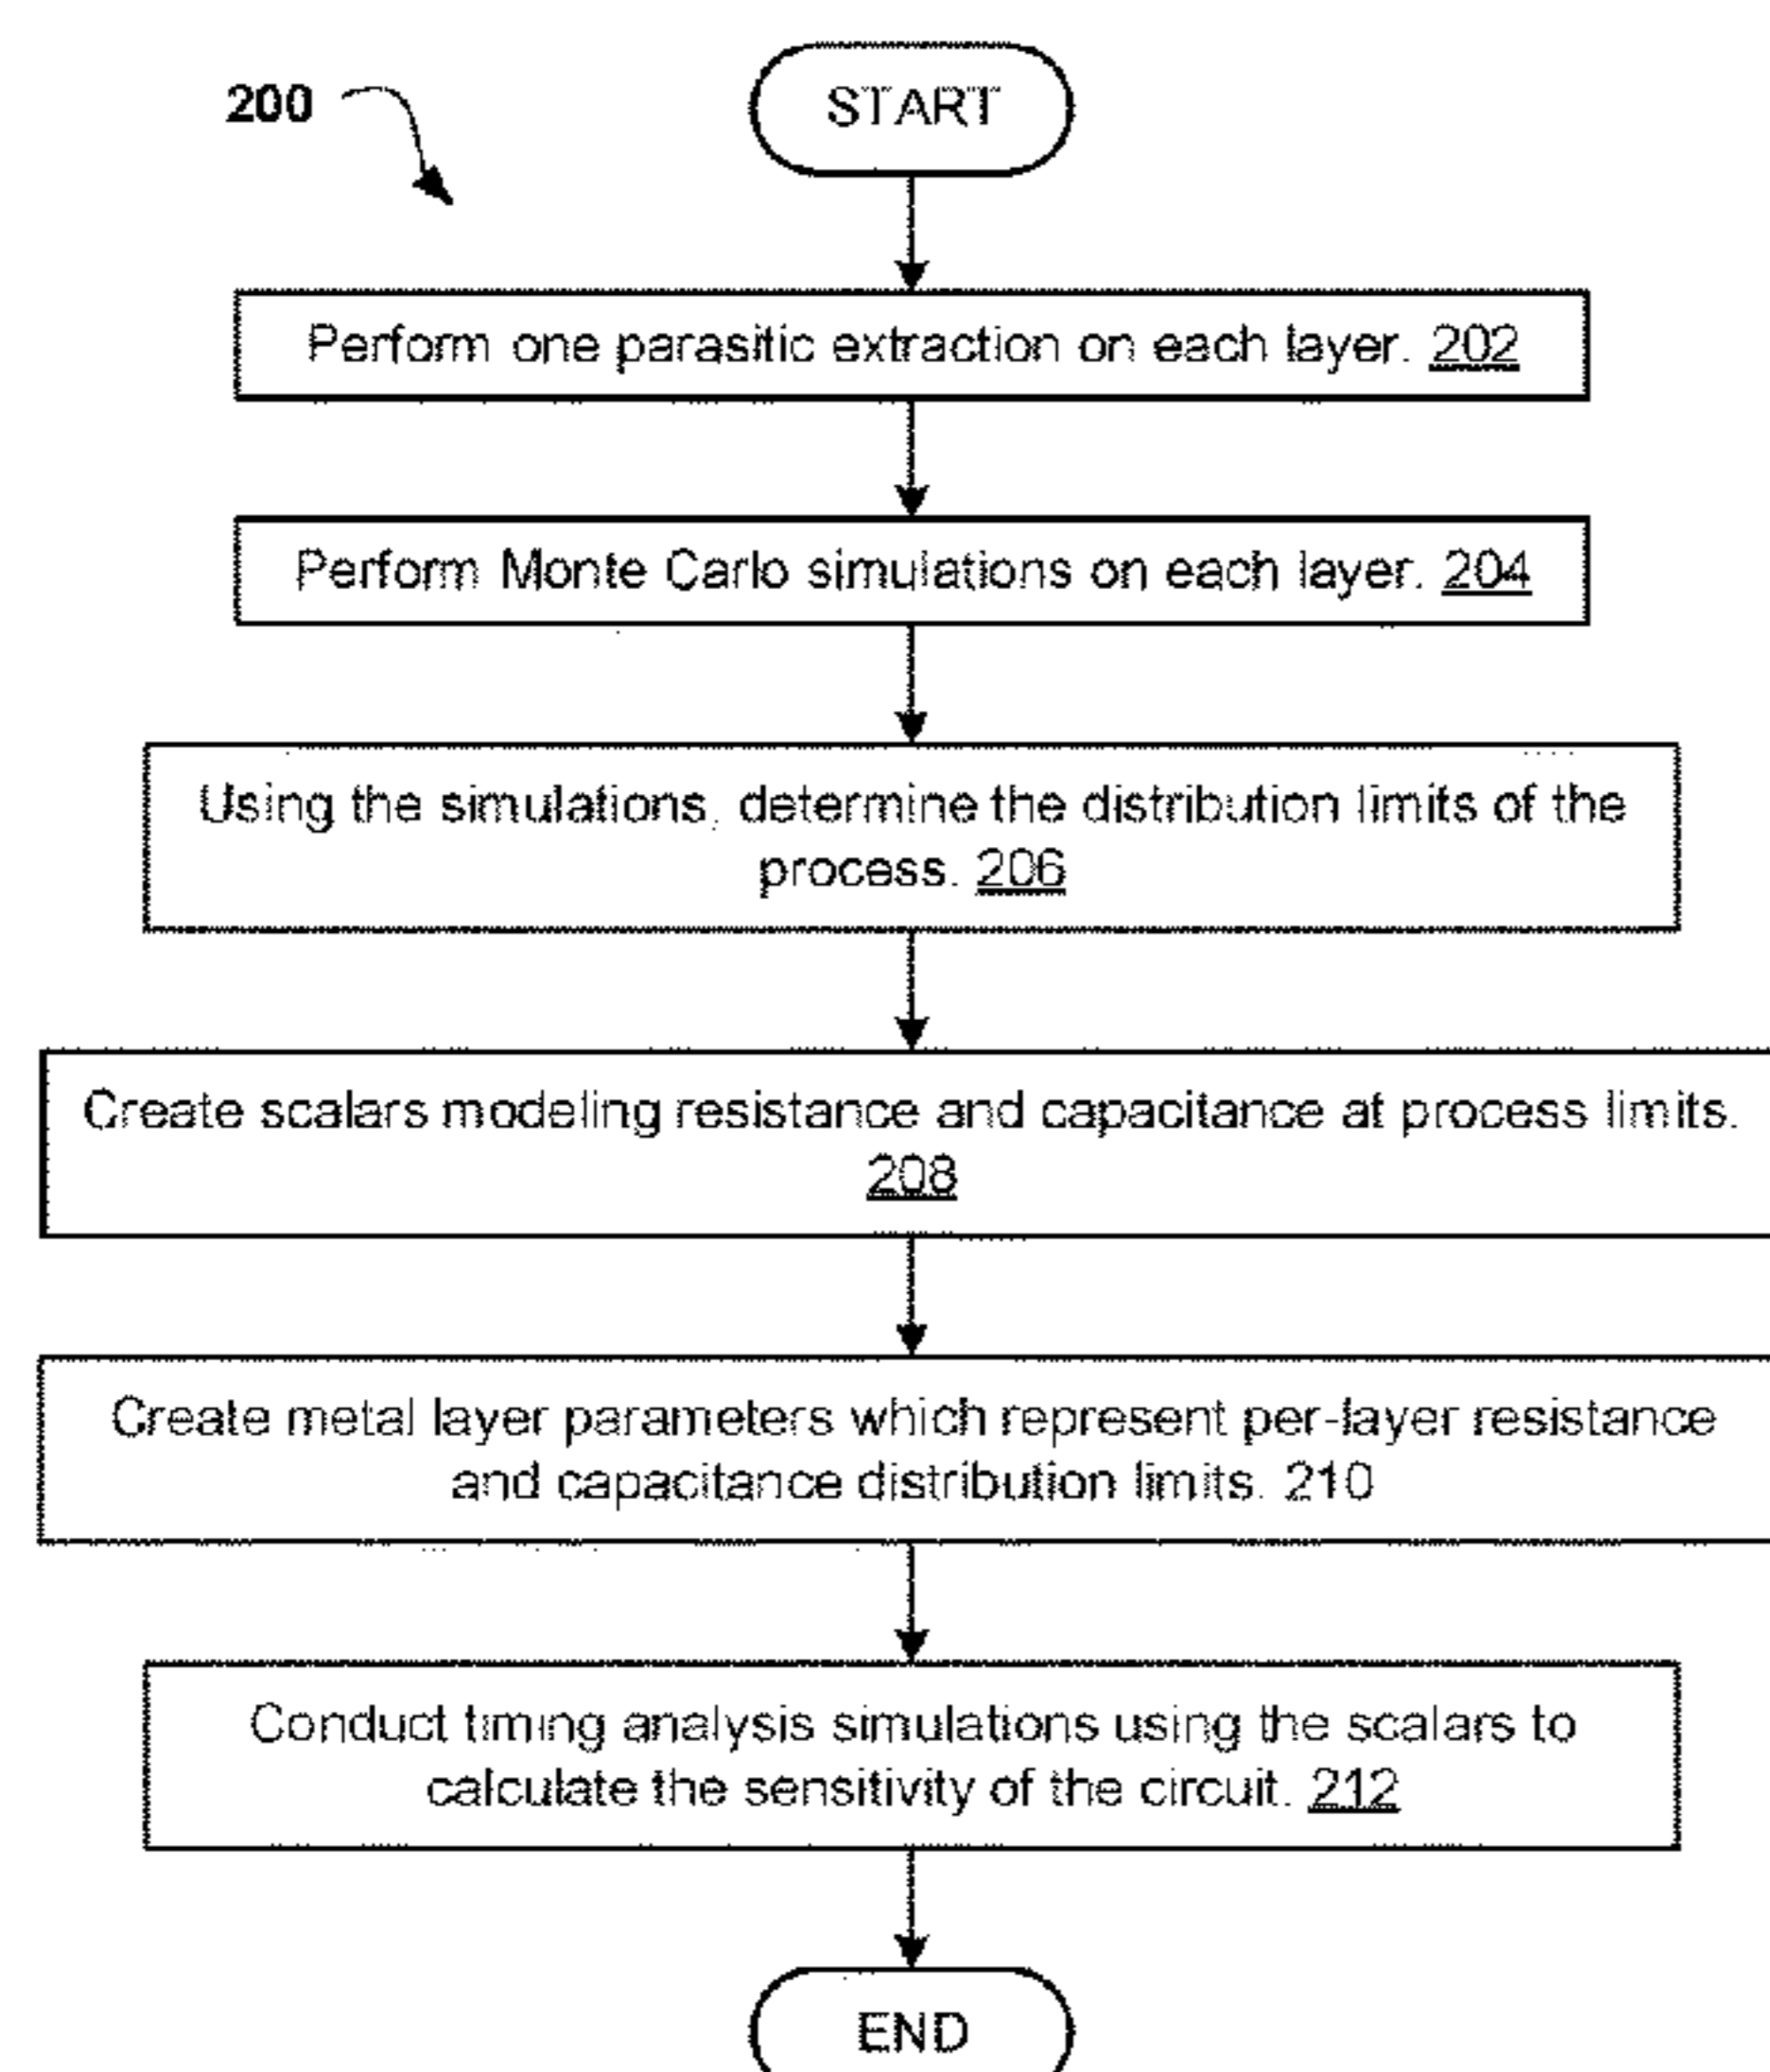 200
START
Perform one parasitic extraction on each layer. 202
Perform Monte Carlo simulations on each layer. 204
Using the simulations, determine the distribution limits of the
process. 206
Create scalars modeling resistance and capacitance at process limits.
208
Create metal layer parameters which represent per-layer resistance
and capacitance distribution limits. 210
Conduct timing analysis simulations using the scalars to
calculate the sensitivity of the circuit. 212
END